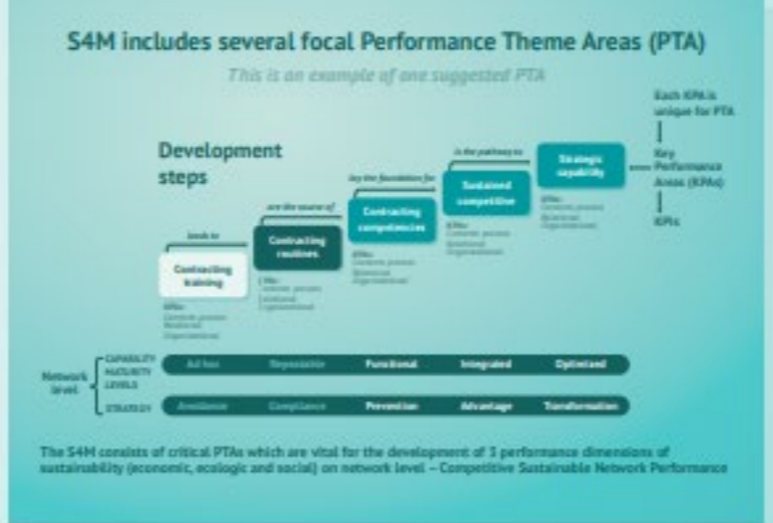 S4M includes several focal Performance Theme Areas (PTA)
This is an example of one suggested PTA
Each KPA is
unique for PTA
Development
steps
is the pathway to
Strategic
capability
Key
Performance
Areas (KPAs)
lay the foundation for
Sustained
competitive
KPIs
are the source of
Contracting
competencies
leads to
Contracting
routines
Contracting
training
Network
level
CAPABILITY
MATURITY
LEVELS
Ad hoc
Repeatable
Functional
Integrated
Optimized
STRATEGY
Avoidance
Compliance
Prevention
Advantage
Transformation
The S4M consists of critical PTAs which are vital for the development of 3 performance dimensions of
sustainability (economic, ecologic and social) on network level – Competitive Sustainable Network Performance